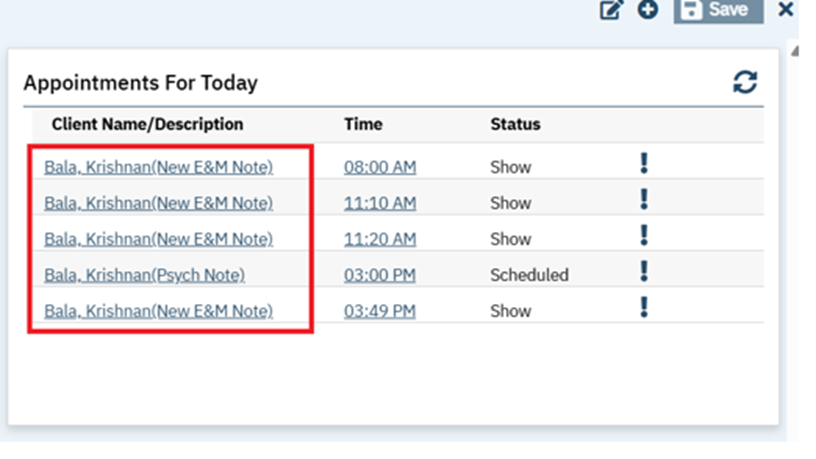 Save
Appointments For Today
Client Name/Description Time Status
Bala, Krishnan(New E&M Note) 08:00 AM Show
Bala, Krishnan(New E&M Note) 11:10 AM Show
Bala, Krishnan(New E&M Note) 11:20 AM Show
Bala, Krishnan(Psych Note) 03:00 PM Scheduled
Bala, Krishnan(New E&M Note) 03:49 PM Show